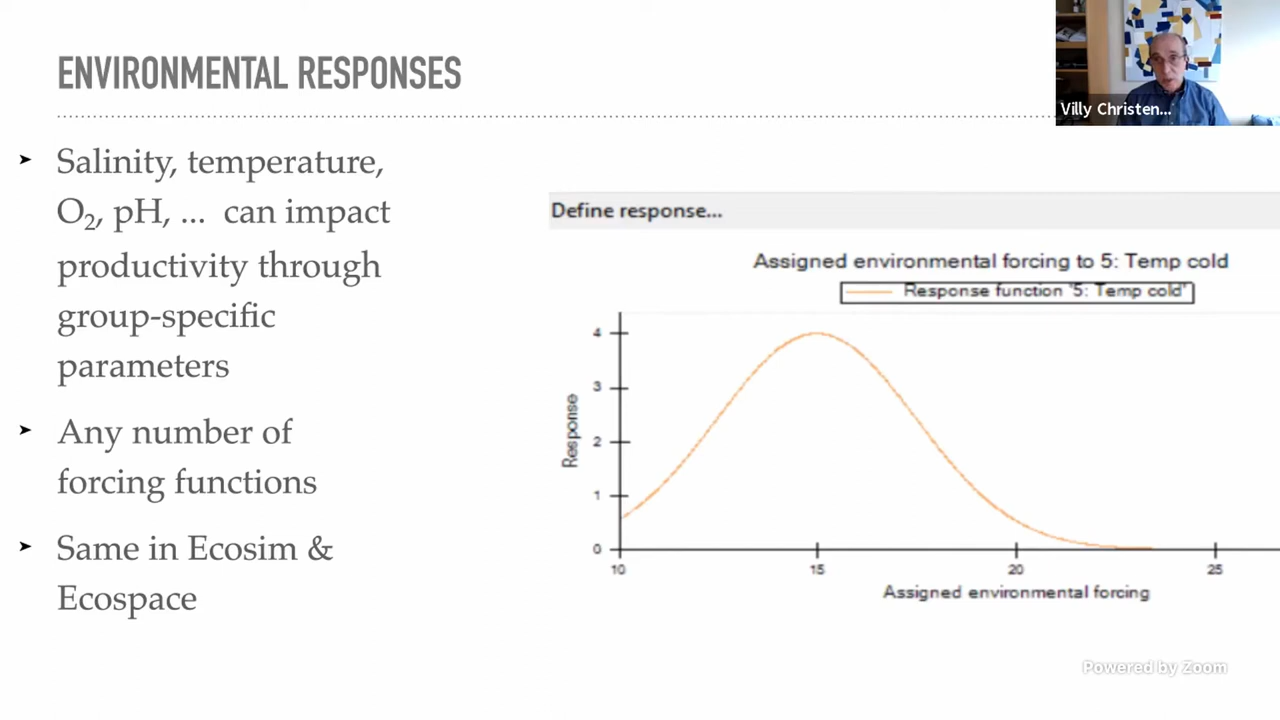 ENVIRONMENTAL RESPONSES
Villy Christen...
➤ Salinity, temperature,
O₂, pH, ... can impact
productivity through
group-specific
parameters
➤ Any number of
forcing functions
➤ Same in Ecosim &
Ecospace
Define response...
Assigned environmental forcing to 5: Temp cold
Response function '5: Temp cold'
Response
4
3
2
1
0
10 15 20 25
Assigned environmental forcing
Powered by Zoom